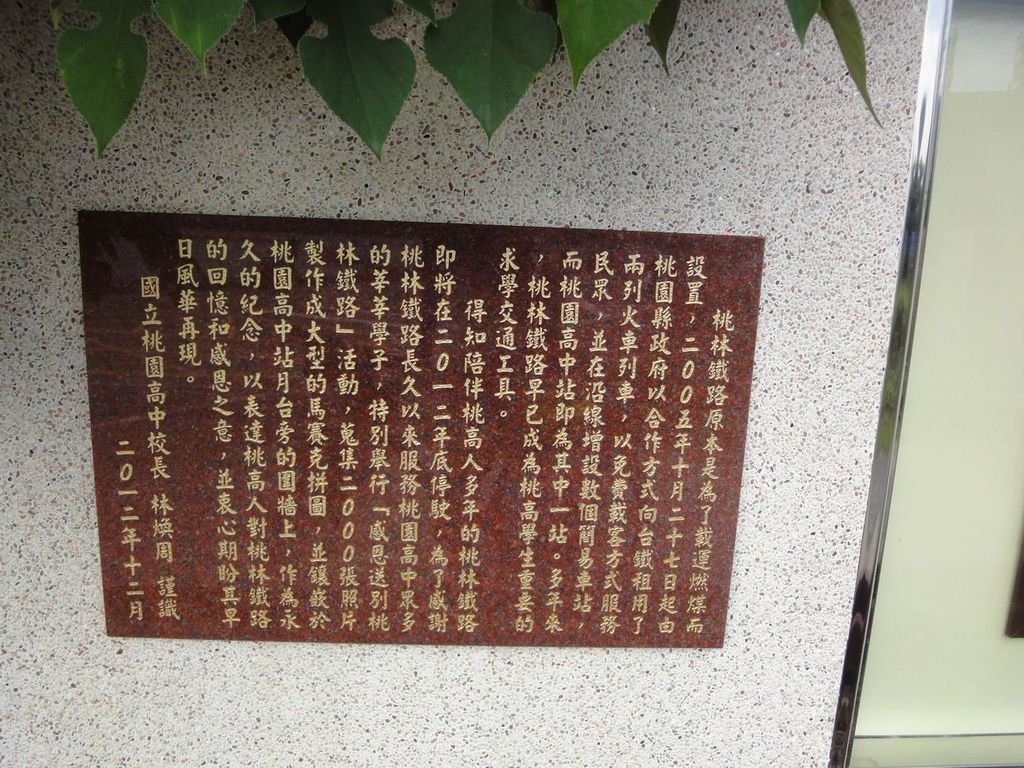 桃林鐵路原本是為了載運燃煤而
設置，二００五年十月二十七日起由
桃園縣政府以合作方式向台鐵租用了
兩列火車列車，以免費載客方式服務
民眾，並在沿線增設數個簡易車站，
而桃園高中站即為其中一站。多年來
，桃林鐵路早已成為桃高學生重要的
求學交通工具。
得知陪伴桃高人多年的桃林鐵路
即將在二０一二年底停駛，為了感謝
桃林鐵路長久以來服務桃園高中眾多
的莘莘學子，特別舉行「感恩送別桃
林鐵路」活動，蒐集二０００張照片
製作成大型的馬賽克拼圖，並鑲嵌於
桃園高中站月台旁的圍牆上，作為永
久的紀念，以表達桃高人對桃林鐵路
的回憶和感恩之意，並衷心期盼其早
日風華再現。
國立桃園高中校長 林煥周 謹識
二０一二年十二月